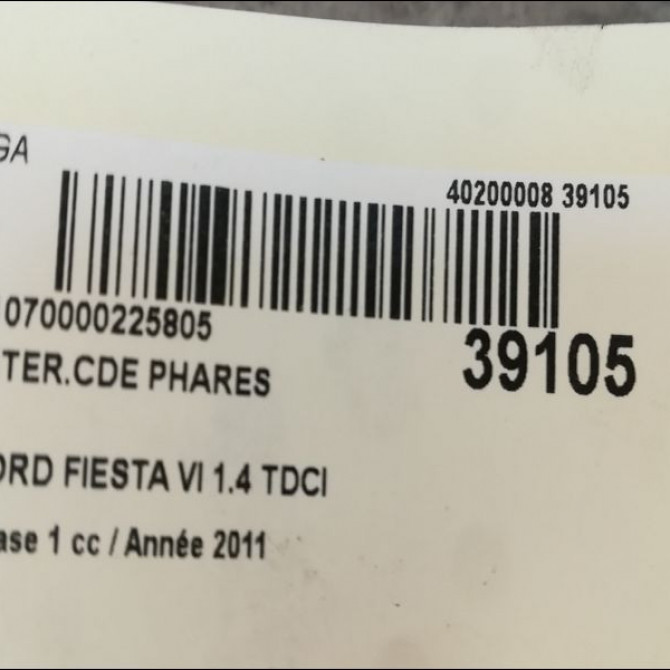 GA
40200008 39105
070000225805
39105
TER.CDE PHARES
ORD FIESTA VI 1.4 TDCI
ase 1 cc / Année 2011